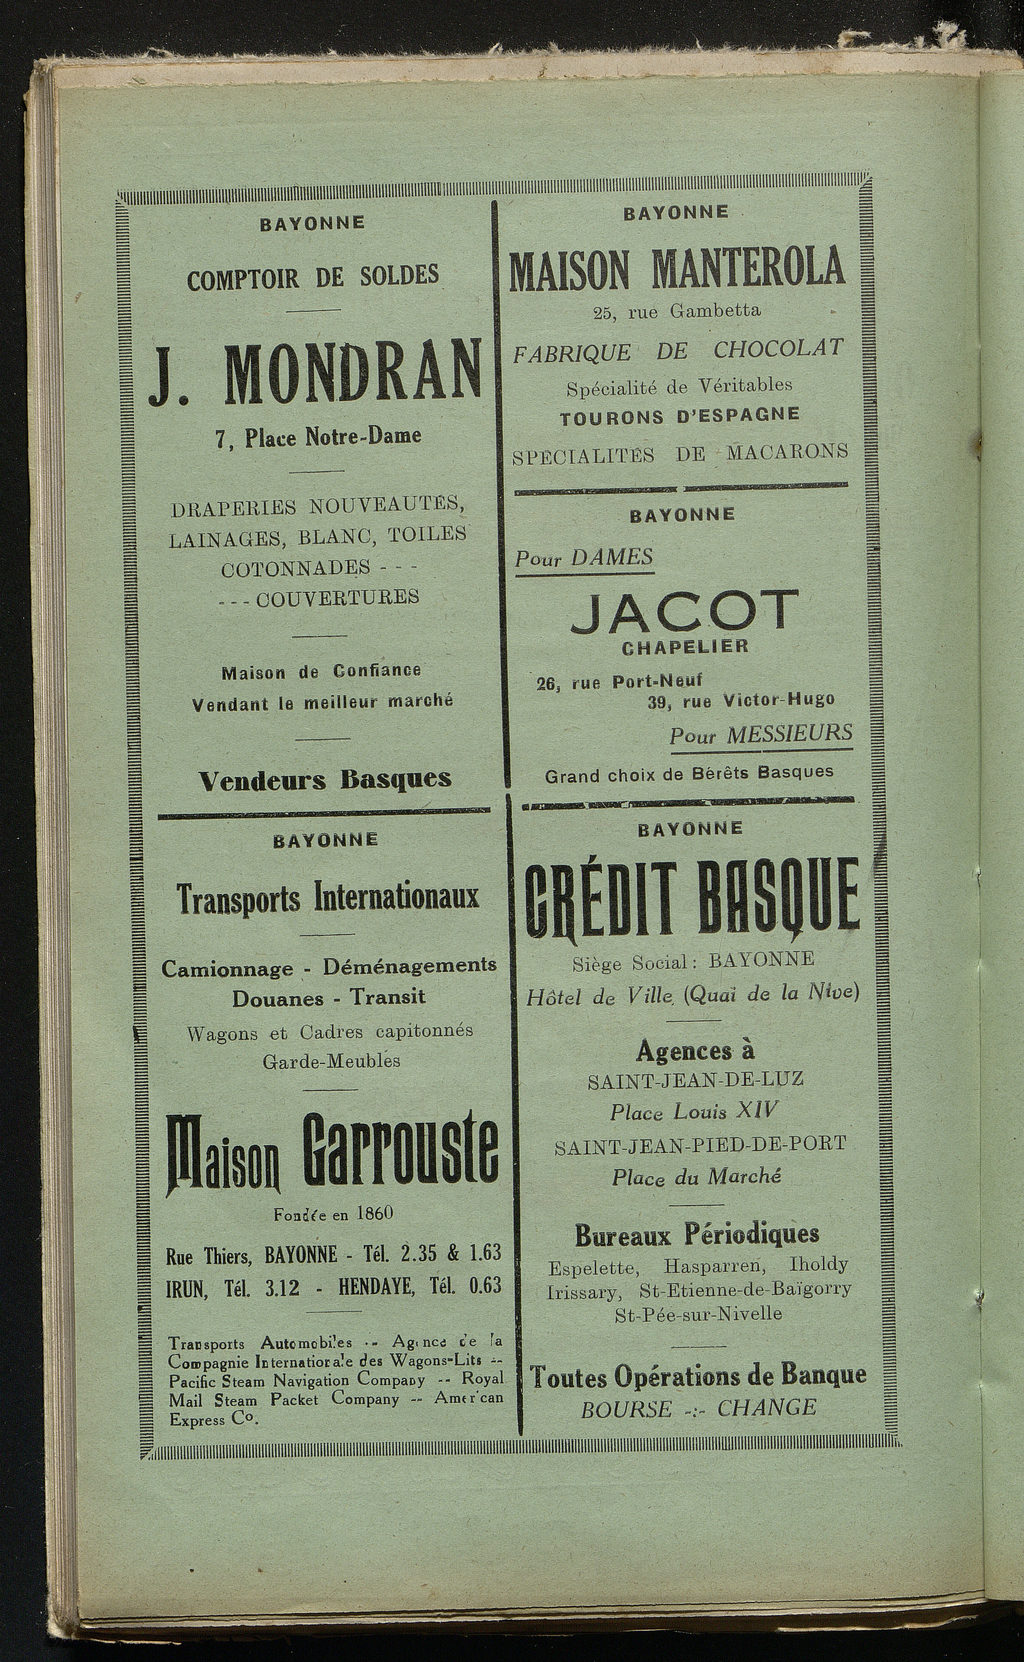 BAYONNE
COMPTOIR DE SOLDES
J. MONDRAN
7, Place Notre-Dame
DRAPERIES NOUVEAUTES,
LAINAGES, BLANC, TOILES
COTONNADES - - -
- - - COUVERTURES
Maison de Confiance
Vendant le meilleur marché
Vendeurs Basques
BAYONNE
Transports Internationaux
Camionnage - Déménagements
Douanes - Transit
Wagons et Cadres capitonnés
Garde-Meubles
Maison Garrouste
Fondée en 1860
Rue Thiers, BAYONNE - Tél. 2.35 & 1.63
IRUN, Tél. 3.12 - HENDAYE, Tél. 0.63
Transports Automobiles -- Agence de la
Compagnie Internationale des Wagons-Lits --
Pacific Steam Navigation Company -- Royal
Mail Steam Packet Company -- American
Express Co.
BAYONNE
MAISON MANTEROLA
25, rue Gambetta
FABRIQUE DE CHOCOLAT
Spécialité de Véritables
TOURONS D'ESPAGNE
SPECIALITÉS DE MACARONS
BAYONNE
Pour DAMES
JACOT
CHAPELIER
26, rue Port-Neuf
39, rue Victor-Hugo
Pour MESSIEURS
Grand choix de Bérêts Basques
BAYONNE
CRÉDIT BASQUE
Siège Social : BAYONNE
Hôtel de Ville (Quai de la Nive)
Agences à
SAINT-JEAN-DE-LUZ
Place Louis XIV
SAINT-JEAN-PIED-DE-PORT
Place du Marché
Bureaux Périodiques
Espelette, Hasparren, Iholdy
Irissary, St-Etienne-de-Baïgorry
St-Pée-sur-Nivelle
Toutes Opérations de Banque
BOURSE -:- CHANGE